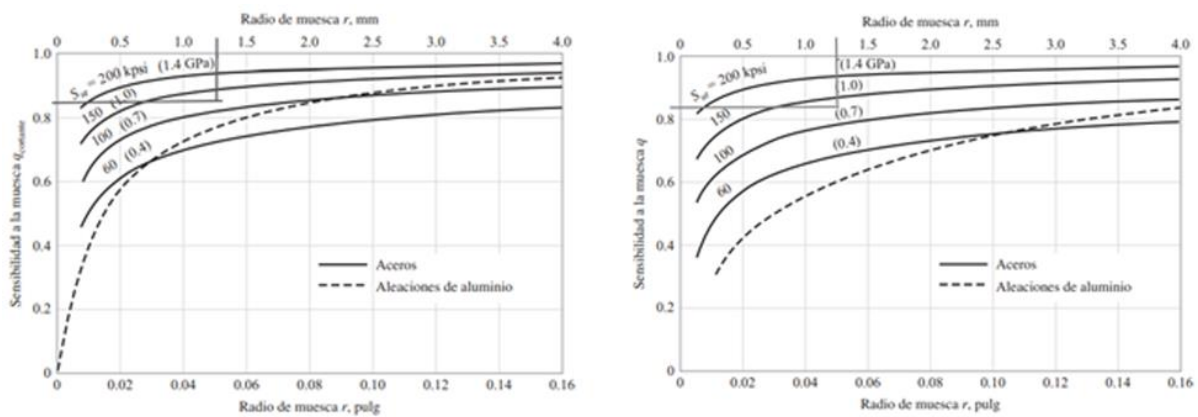 Radio de muesca r, mm
0 0.5 1.0 1.5 2.0 2.5 3.0 3.5 4.0
1.0
0.8
0.6
0.4
0.2
0
Sensibilidad a la muesca q cortante
Sut = 200 kpsi (1.4 GPa)
150 (1.0)
100 (0.7)
60 (0.4)
Aceros
Aleaciones de aluminio
0 0.02 0.04 0.06 0.08 0.10 0.12 0.14 0.16
Radio de muesca r, pulg
Radio de muesca r, mm
0 0.5 1.0 1.5 2.0 2.5 3.0 3.5 4.0
1.0
0.8
0.6
0.4
0.2
0
Sensibilidad a la muesca q
Sut = 200 kpsi (1.4 GPa)
150 (1.0)
100 (0.7)
60 (0.4)
Aceros
Aleaciones de aluminio
0 0.02 0.04 0.06 0.08 0.10 0.12 0.14 0.16
Radio de muesca r, pulg